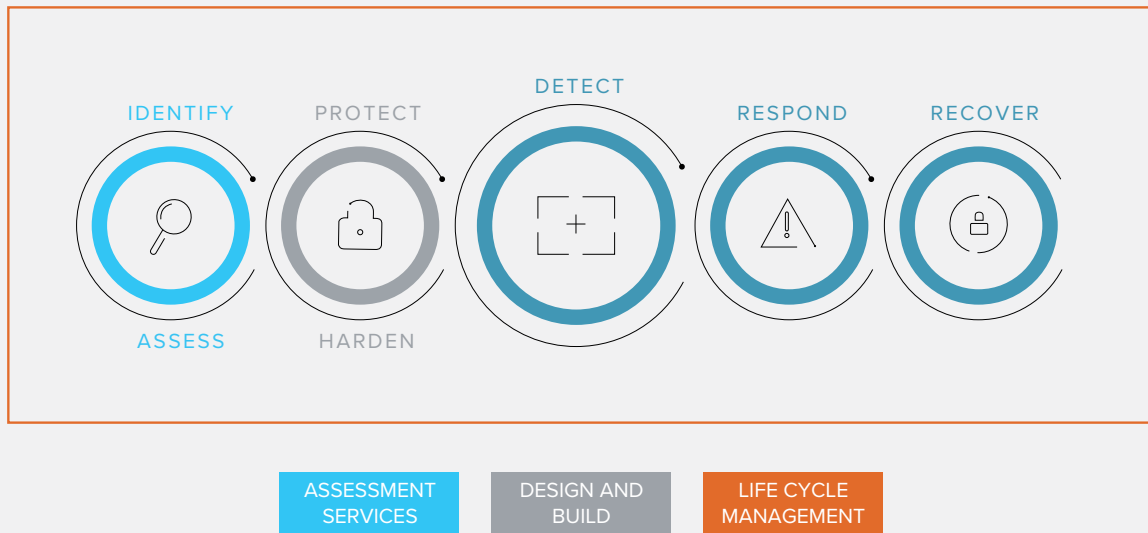 IDENTIFY
PROTECT
DETECT
RESPOND
RECOVER
ASSESS
HARDEN
ASSESSMENT
SERVICES
DESIGN AND
BUILD
LIFE CYCLE
MANAGEMENT